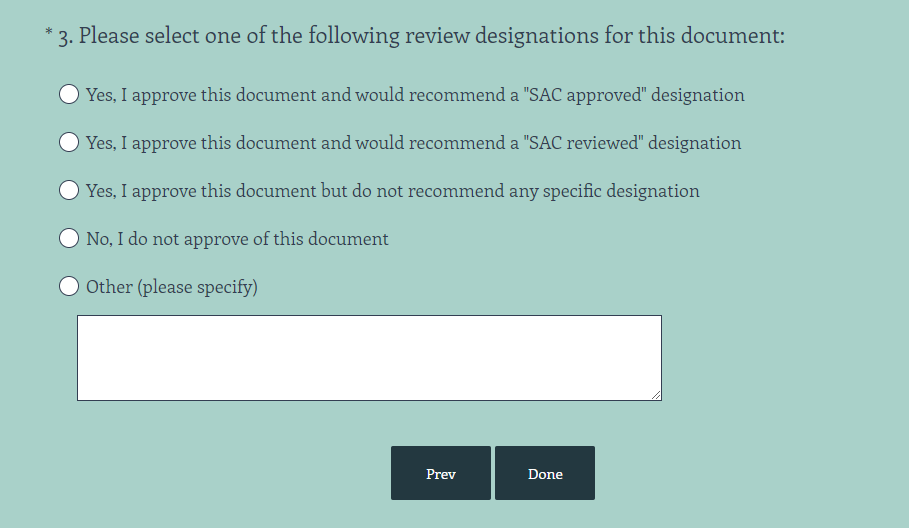 * 3. Please select one of the following review designations for this document:
Yes, I approve this document and would recommend a "SAC approved" designation
Yes, I approve this document and would recommend a "SAC reviewed" designation
Yes, I approve this document but do not recommend any specific designation
No, I do not approve of this document
Other (please specify)
Prev
Done